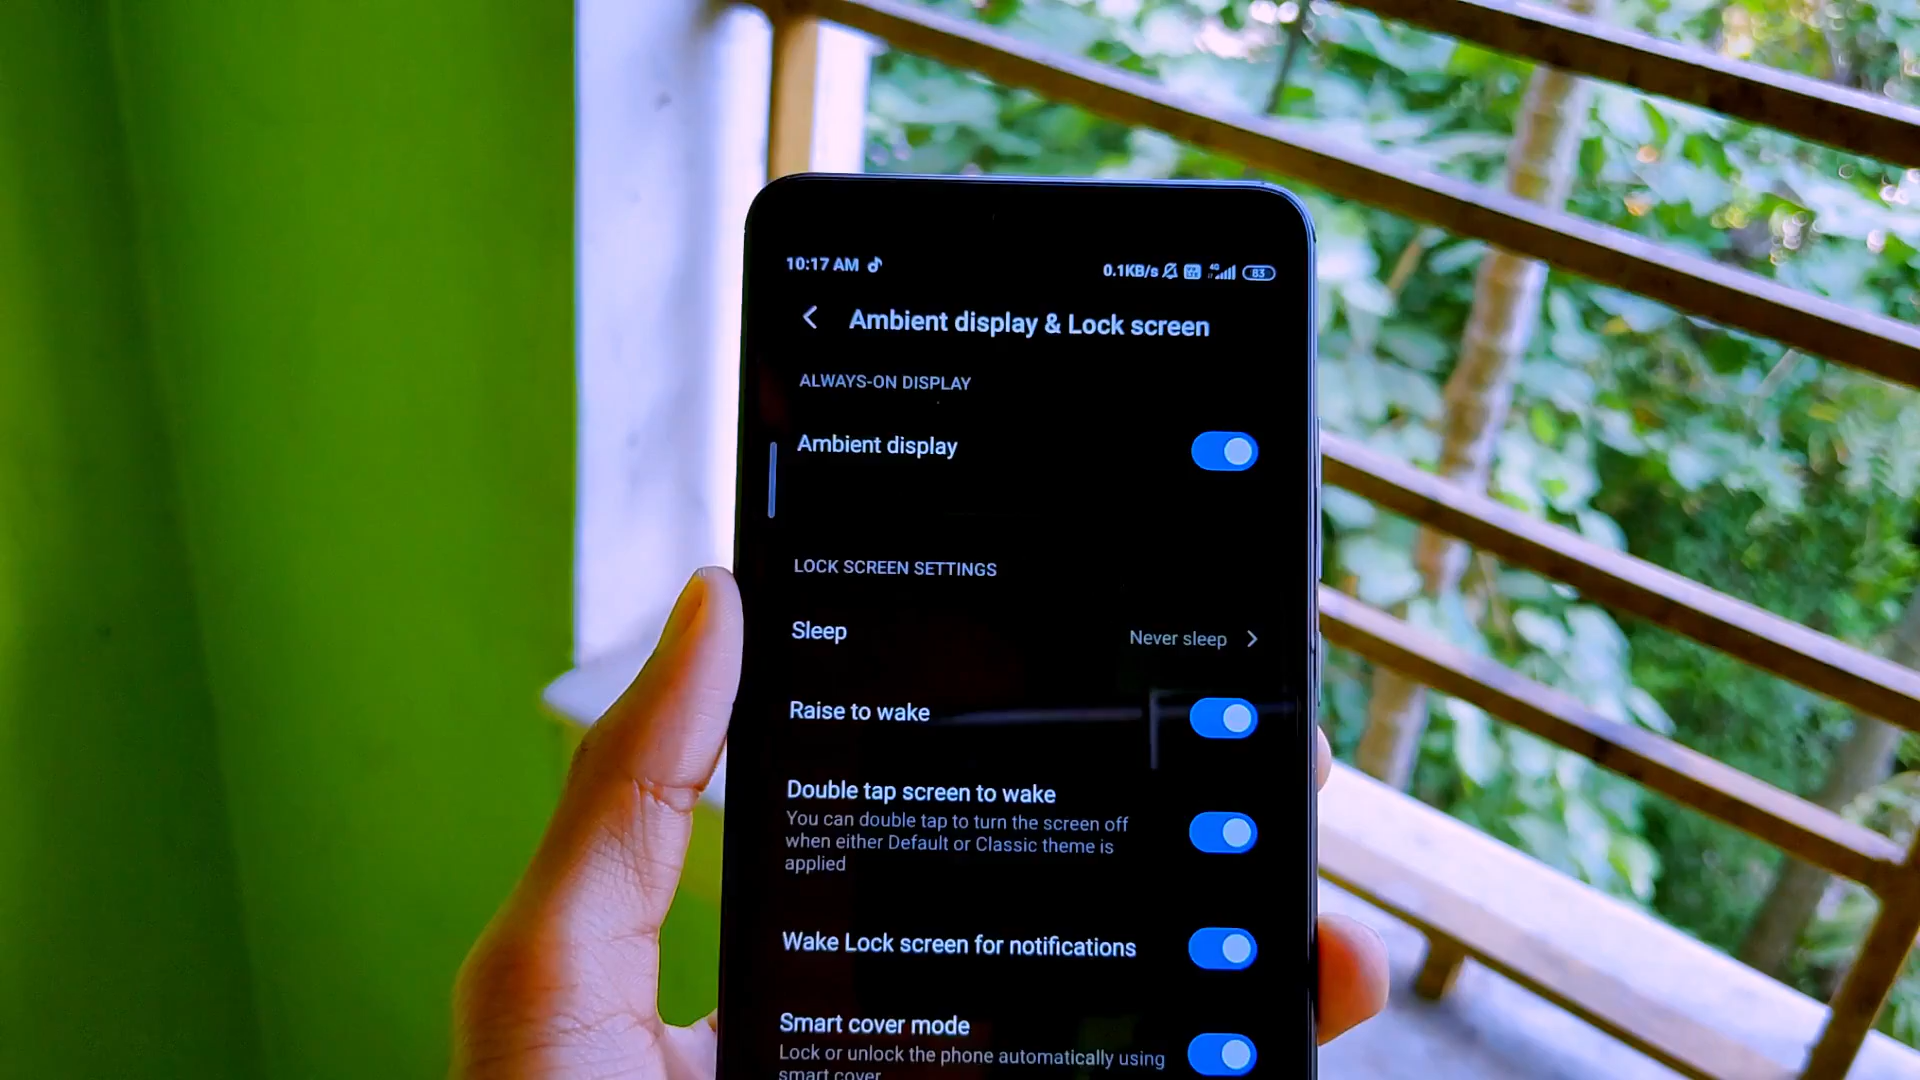 10:17 AM
0.1KB/s 4G 83
Ambient display & Lock screen
ALWAYS-ON DISPLAY
Ambient display
LOCK SCREEN SETTINGS
Sleep
Never sleep
Raise to wake
Double tap screen to wake
You can double tap to turn the screen off
when either Default or Classic theme is
applied
Wake Lock screen for notifications
Smart cover mode
Lock or unlock the phone automatically using
smart cover